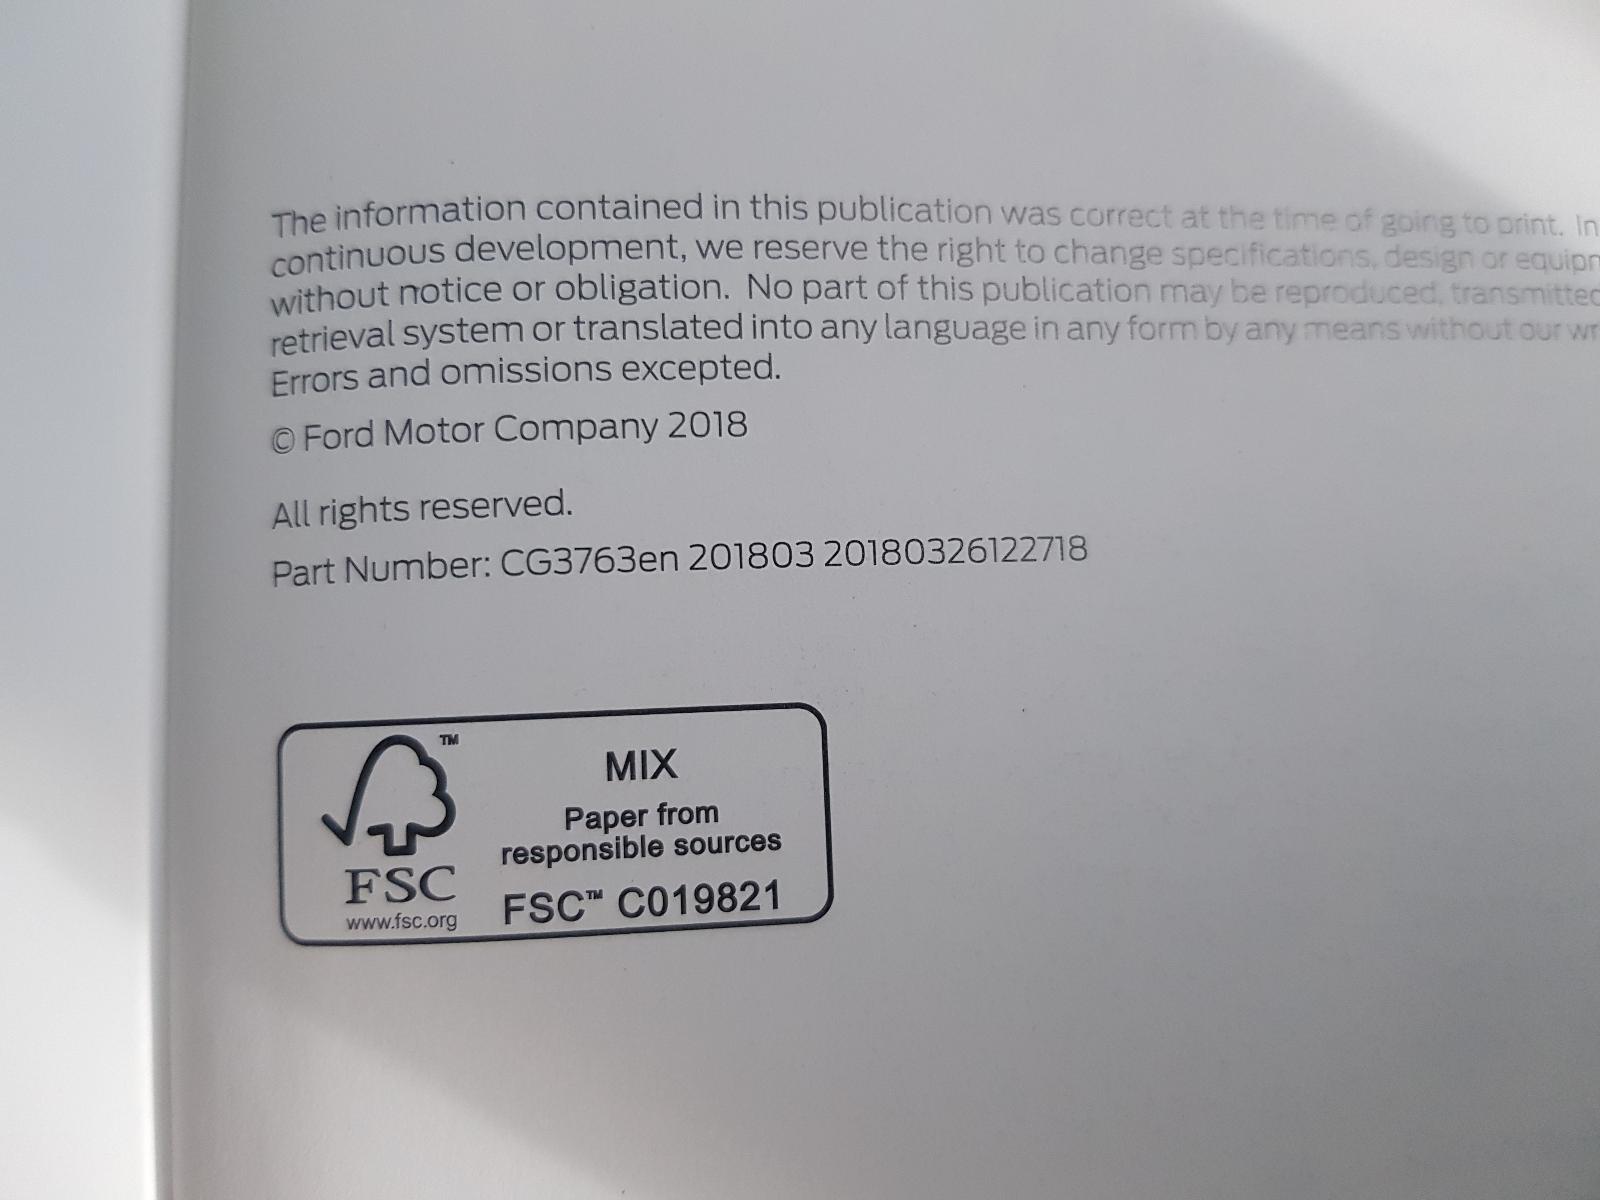 The information contained in this publication was correct at the time of going to print. In
continuous development, we reserve the right to change specifications, design or
without notice or obligation. No part of this publication may be reproduced, transmitted
retrieval system or translated into any language in any form by any means without our
Errors and omissions excepted.
© Ford Motor Company 2018
All rights reserved.
Part Number: CG3763en 201803 20180326122718
™
MIX
Paper from
responsible sources
FSC
www.fsc.org
FSC™ C019821